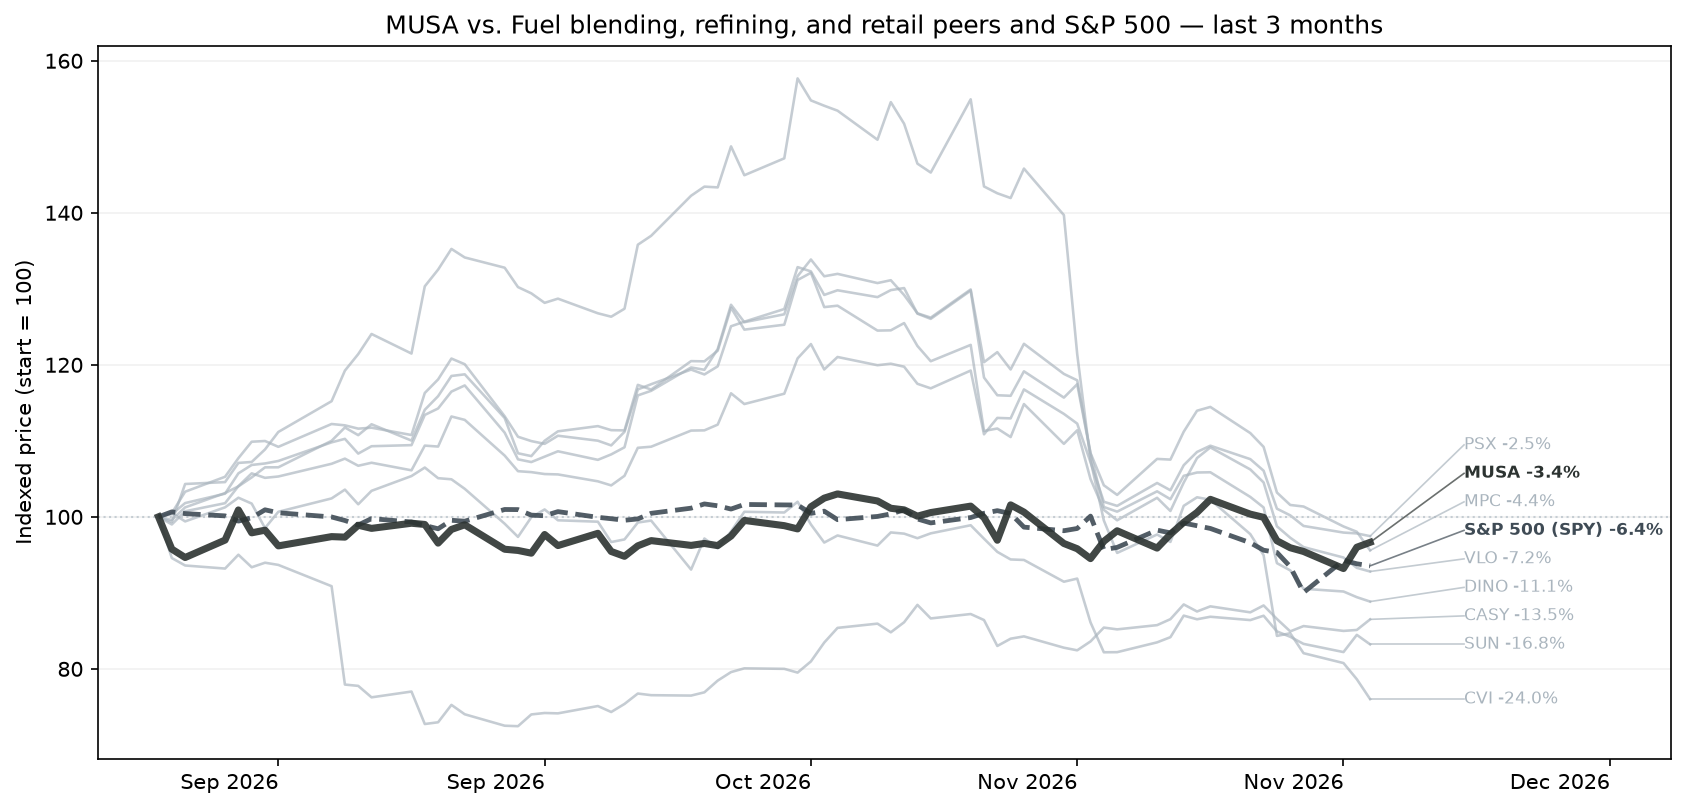 MUSA vs. Fuel blending, refining, and retail peers and S&P 500 — last 3 months
Indexed price (start = 100)
160
140
120
100
80
PSX -2.5%
MUSA -3.4%
MPC -4.4%
S&P 500 (SPY) -6.4%
VLO -7.2%
DINO -11.1%
CASY -13.5%
SUN -16.8%
CVI -24.0%
Sep 2026
Sep 2026
Oct 2026
Nov 2026
Nov 2026
Dec 2026